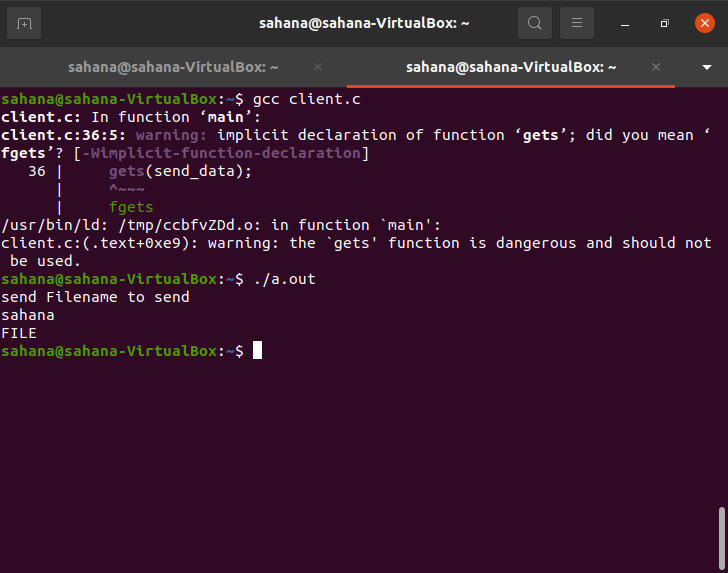 sahana@sahana-VirtualBox: ~
sahana@sahana-VirtualBox: ~
sahana@sahana-VirtualBox: ~
sahana@sahana-VirtualBox:~$ gcc client.c
client.c: In function ‘main’:
client.c:36:5: warning: implicit declaration of function ‘gets’; did you mean ‘
fgets’? [-Wimplicit-function-declaration]
   36 |     gets(send_data);
      |     ^~~~
      |     fgets
/usr/bin/ld: /tmp/ccbfvZDd.o: in function `main':
client.c:(.text+0xe9): warning: the `gets' function is dangerous and should not
 be used.
sahana@sahana-VirtualBox:~$ ./a.out
send Filename to send
sahana
FILE
sahana@sahana-VirtualBox:~$